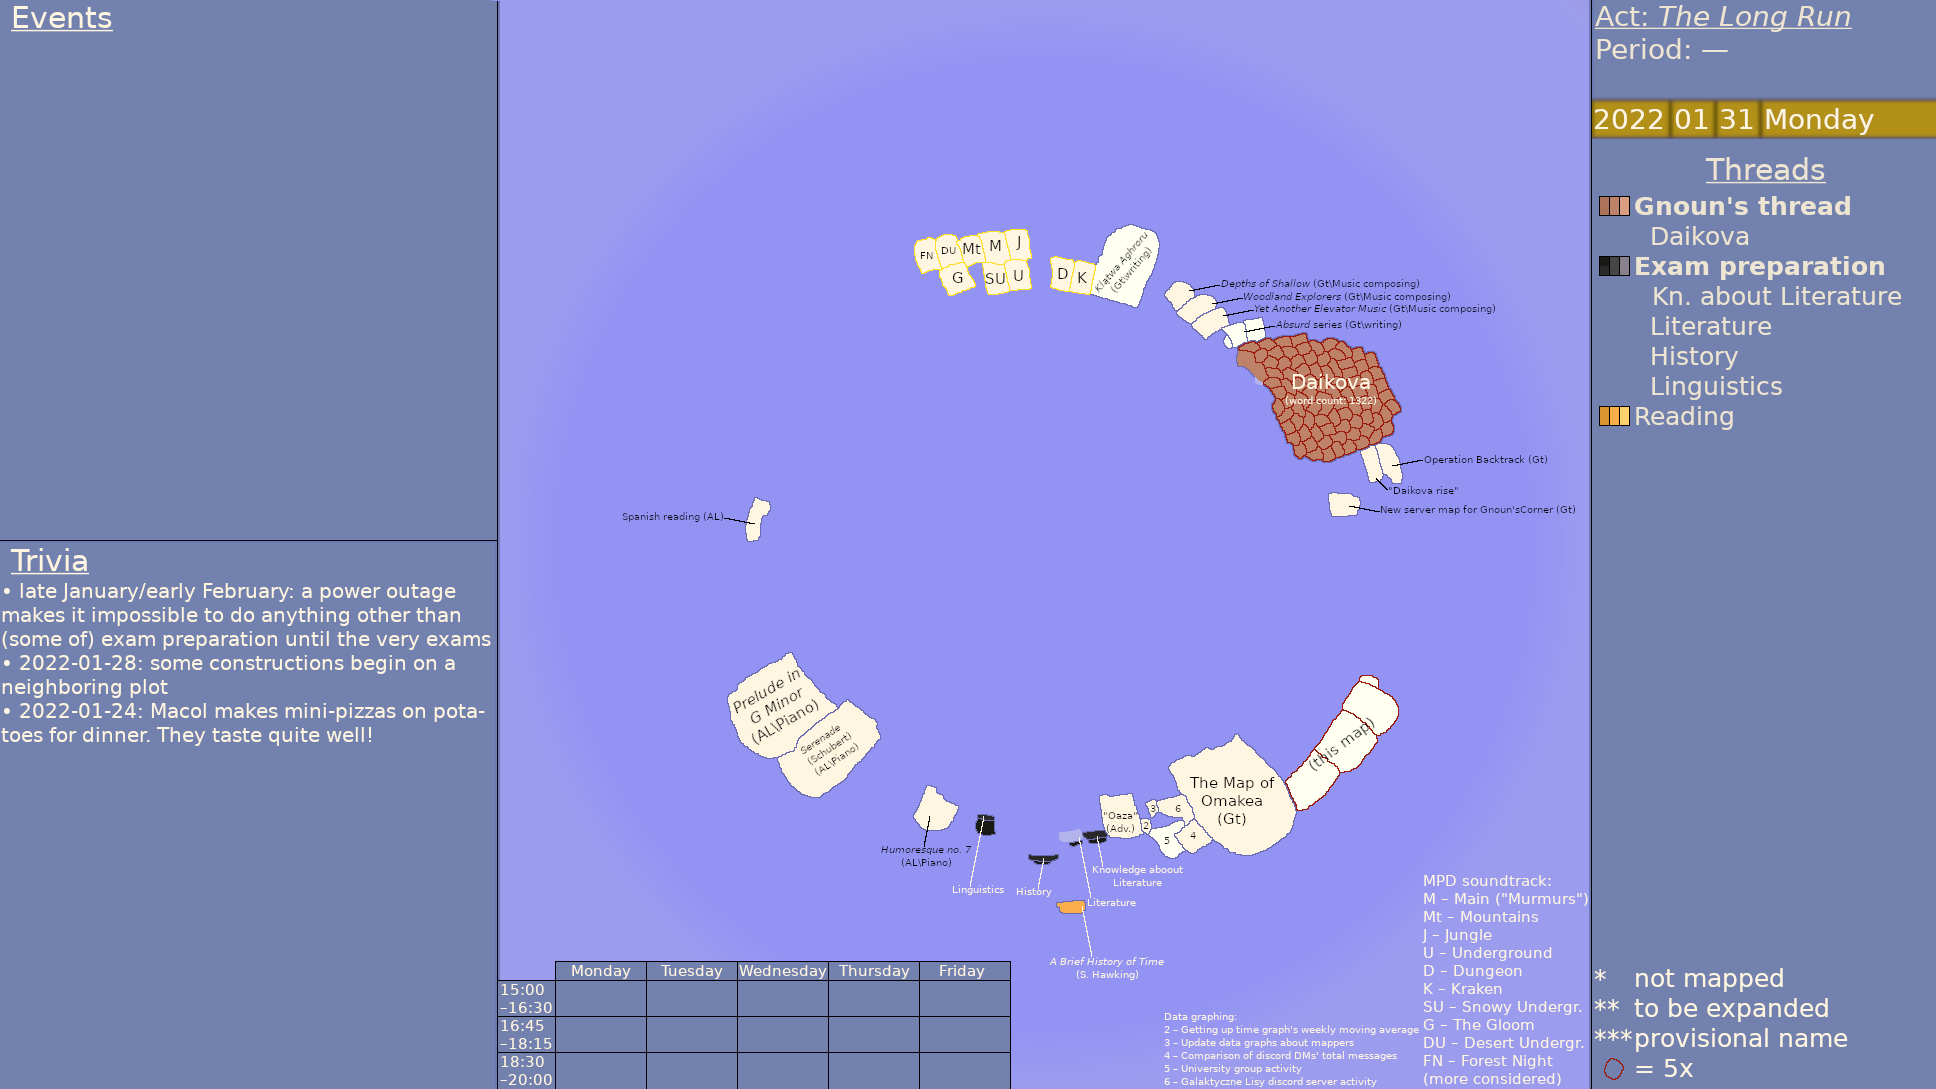 Events
Trivia
• late January/early February: a power outage
makes it impossible to do anything other than
(some of) exam preparation until the very exams
• 2022-01-28: some constructions begin on a
neighboring plot
• 2022-01-24: Macol makes mini-pizzas on pota-
toes for dinner. They taste quite well!
FN
DU
Mt
M
J
G
SU
U
D
K
Klątwa Aghroru
(Gt\writing)
Depths of Shallow (Gt\Music composing)
Woodland Explorers (Gt\Music composing)
Yet Another Elevator Music (Gt\Music composing)
Absurd series (Gt\writing)
Daikova
(word count: 1322)
Operation Backtrack (Gt)
"Daikova rise"
New server map for Gnoun'sCorner (Gt)
Spanish reading (AL)
Prelude in
G Minor
(AL\Piano)
Serenade
(Schubert)
(AL\Piano)
Humoresque no. 7
(AL\Piano)
Linguistics
History
Knowledge aboout
Literature
Literature
A Brief History of Time
(S. Hawking)
"Oaza"
(Adv.)
3
6
2
5
4
The Map of
Omakea
(Gt)
(this map)
Monday Tuesday Wednesday Thursday Friday
15:00
–16:30
16:45
–18:15
18:30
–20:00
Data graphing:
2 – Getting up time graph's weekly moving average
3 – Update data graphs about mappers
4 – Comparison of discord DMs' total messages
5 – University group activity
6 – Galaktyczne Lisy discord server activity
MPD soundtrack:
M – Main ("Murmurs")
Mt – Mountains
J – Jungle
U – Underground
D – Dungeon
K – Kraken
SU – Snowy Undergr.
G – The Gloom
DU – Desert Undergr.
FN – Forest Night
(more considered)
Act: The Long Run
Period: —
2022 01 31 Monday
Threads
Gnoun's thread
Daikova
Exam preparation
Kn. about Literature
Literature
History
Linguistics
Reading
* not mapped
** to be expanded
*** provisional name
= 5x